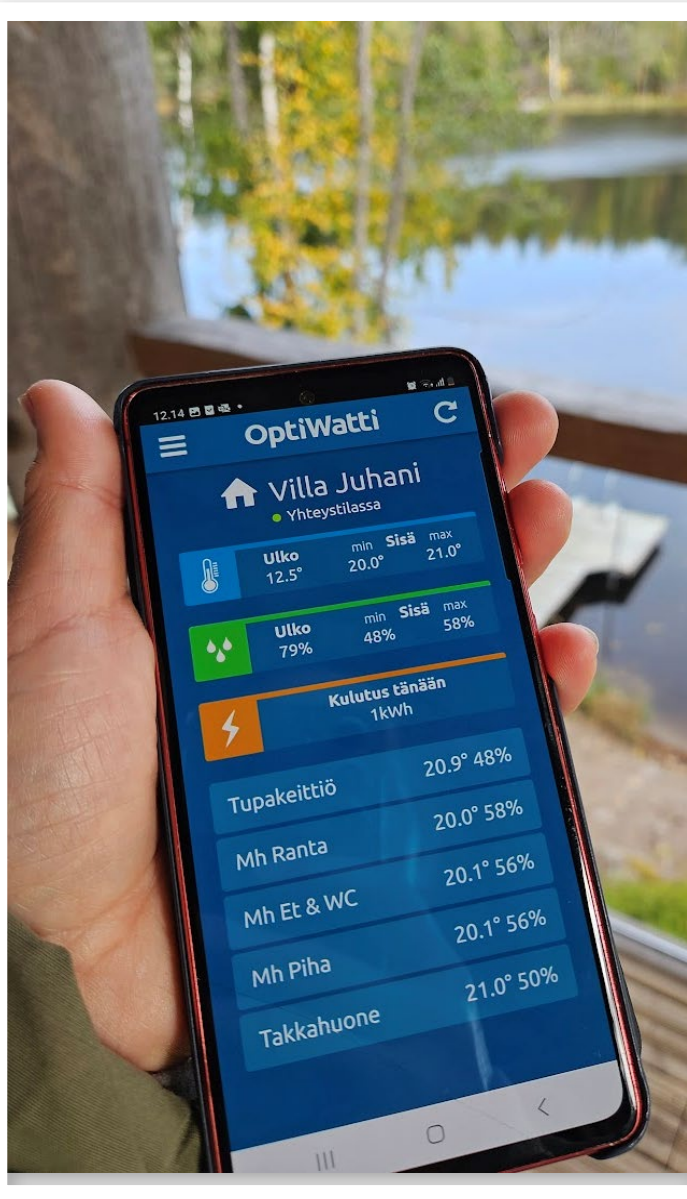 12.14
OptiWatti
Villa Juhani
Yhteystilassa
Ulko min Sisä max
12.5° 20.0° 21.0°
Ulko min Sisä max
79% 48% 58%
Kulutus tänään
1kWh
Tupakeittiö 20.9° 48%
Mh Ranta 20.0° 58%
Mh Et & WC 20.1° 56%
Mh Piha 20.1° 56%
Takkahuone 21.0° 50%